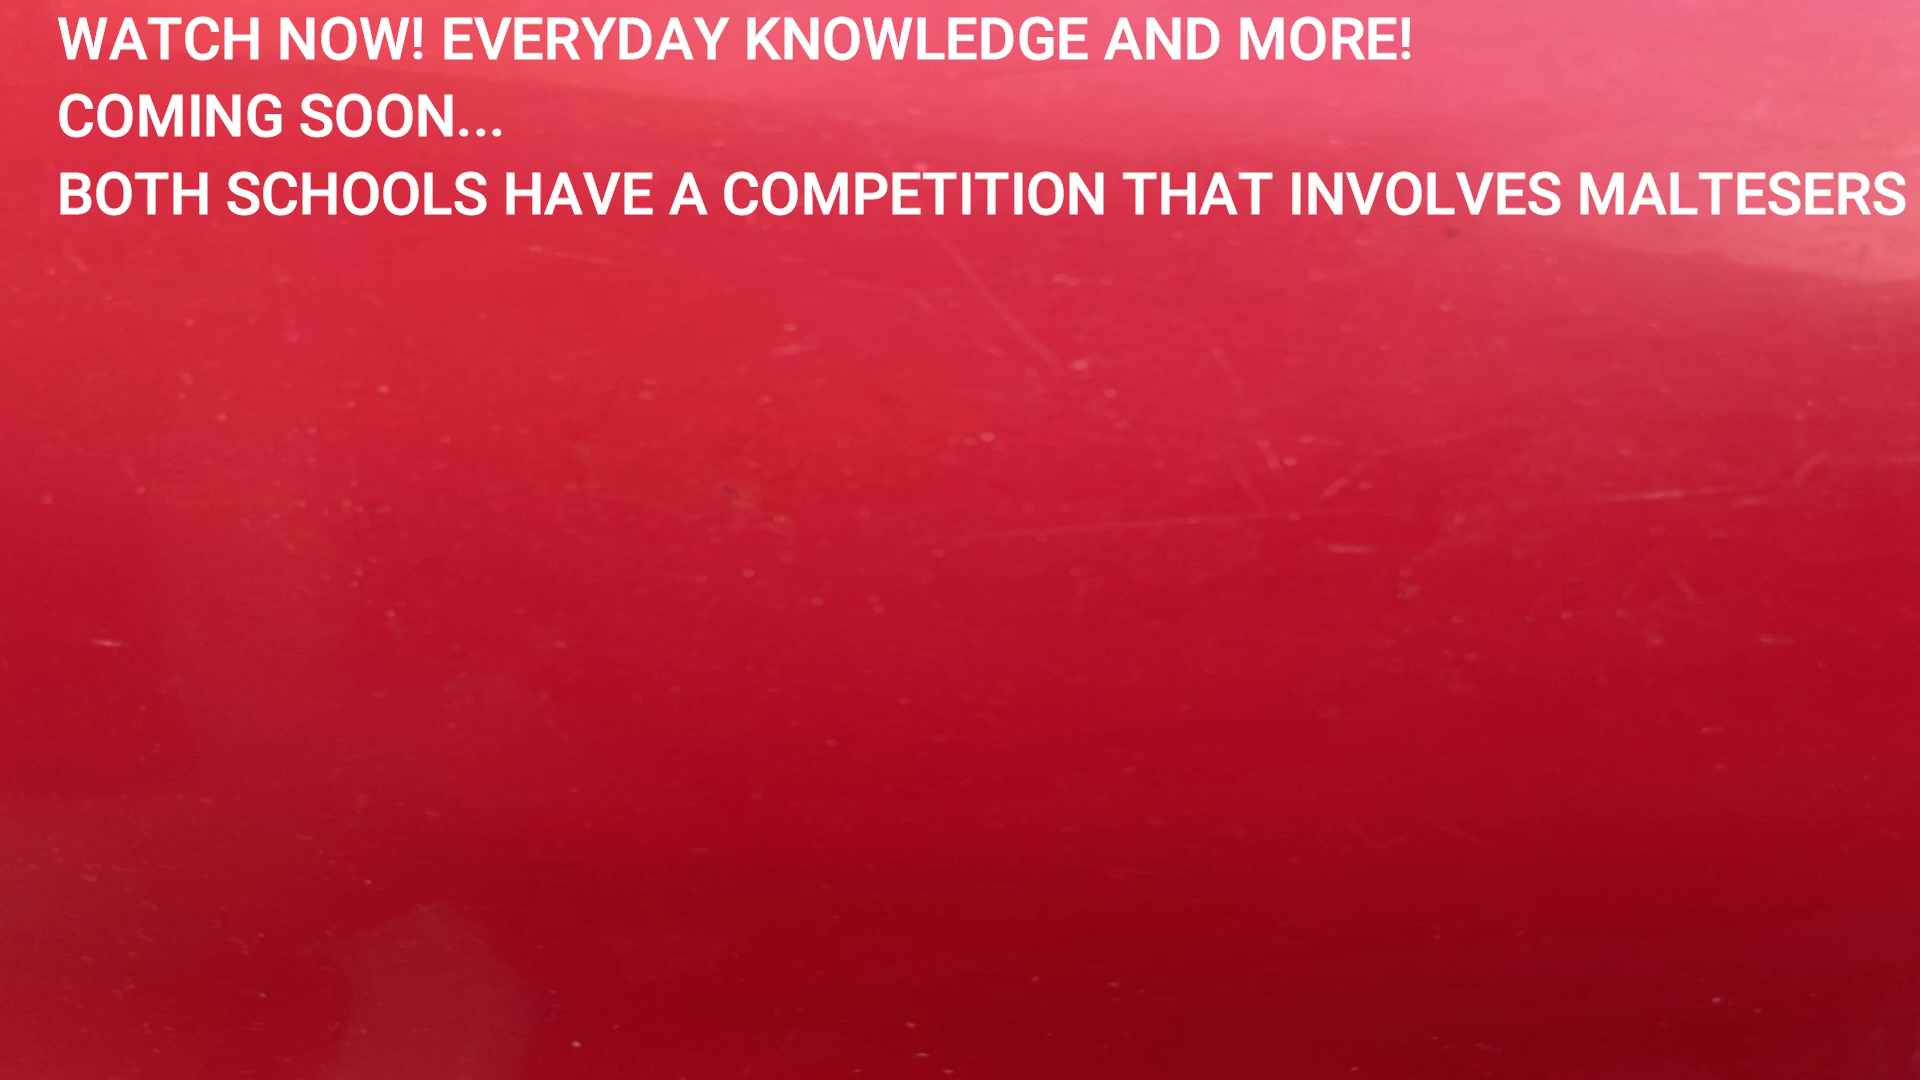 WATCH NOW! EVERYDAY KNOWLEDGE AND MORE!
COMING SOON...
BOTH SCHOOLS HAVE A COMPETITION THAT INVOLVES MALTESERS